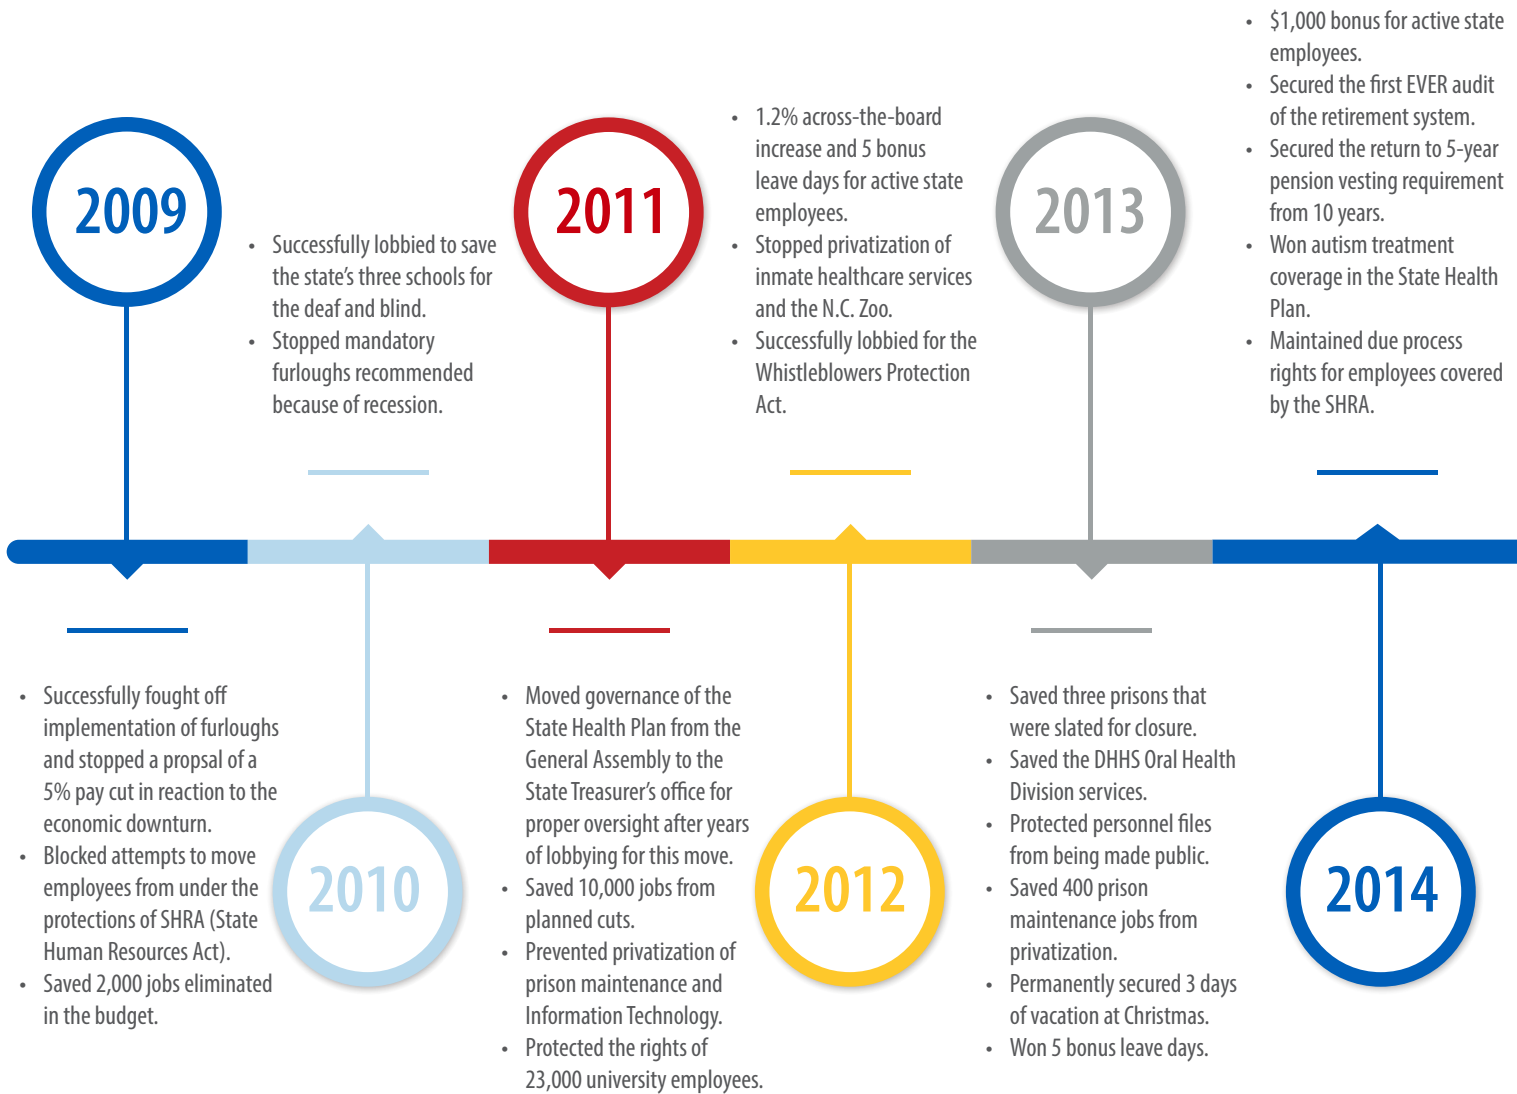 2009
• Successfully fought off
implementation of furloughs
and stopped a propsal of a
5% pay cut in reaction to the
economic downturn.
• Blocked attempts to move
employees from under the
protections of SHRA (State
Human Resources Act).
• Saved 2,000 jobs eliminated
in the budget.
• Successfully lobbied to save
the state’s three schools for
the deaf and blind.
• Stopped mandatory
furloughs recommended
because of recession.
2010
2011
• Moved governance of the
State Health Plan from the
General Assembly to the
State Treasurer’s office for
proper oversight after years
of lobbying for this move.
• Saved 10,000 jobs from
planned cuts.
• Prevented privatization of
prison maintenance and
Information Technology.
• Protected the rights of
23,000 university employees.
• 1.2% across-the-board
increase and 5 bonus
leave days for active state
employees.
• Stopped privatization of
inmate healthcare services
and the N.C. Zoo.
• Successfully lobbied for the
Whistleblowers Protection
Act.
2012
2013
• Saved three prisons that
were slated for closure.
• Saved the DHHS Oral Health
Division services.
• Protected personnel files
from being made public.
• Saved 400 prison
maintenance jobs from
privatization.
• Permanently secured 3 days
of vacation at Christmas.
• Won 5 bonus leave days.
• $1,000 bonus for active state
employees.
• Secured the first EVER audit
of the retirement system.
• Secured the return to 5-year
pension vesting requirement
from 10 years.
• Won autism treatment
coverage in the State Health
Plan.
• Maintained due process
rights for employees covered
by the SHRA.
2014